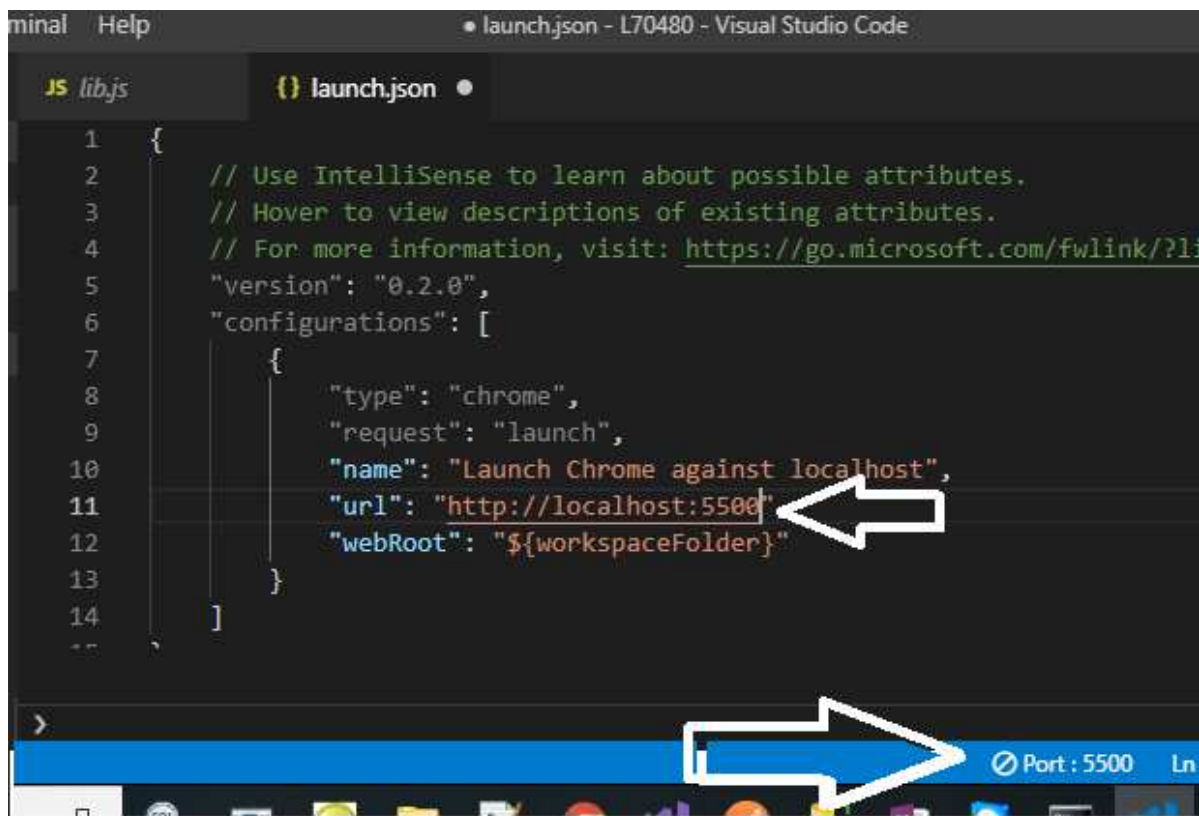 minal Help ● launch.json - L70480 - Visual Studio Code
JS lib.js {} launch.json ●
1 {
2 // Use IntelliSense to learn about possible attributes.
3 // Hover to view descriptions of existing attributes.
4 // For more information, visit: https://go.microsoft.com/fwlink/?li
5 "version": "0.2.0",
6 "configurations": [
7 {
8 "type": "chrome",
9 "request": "launch",
10 "name": "Launch Chrome against localhost",
11 "url": "http://localhost:5500"
12 "webRoot": "${workspaceFolder}"
13 }
14 ]
Port : 5500 Ln